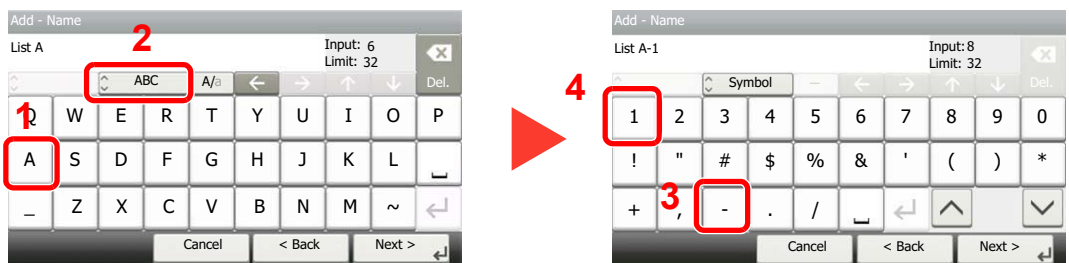 Add - Name
2
List A
Input: 6
Limit: 32
ABC
A/a
Del.
1
Q W E R T Y U I O P
A S D F G H J K L
_ Z X C V B N M ~
Cancel
< Back
Next >
Add - Name
List A-1
Input: 8
Limit: 32
4
Symbol
Del.
1 2 3 4 5 6 7 8 9 0
! " # $ % & ' ( ) *
3
+ , - . /
Cancel
< Back
Next >